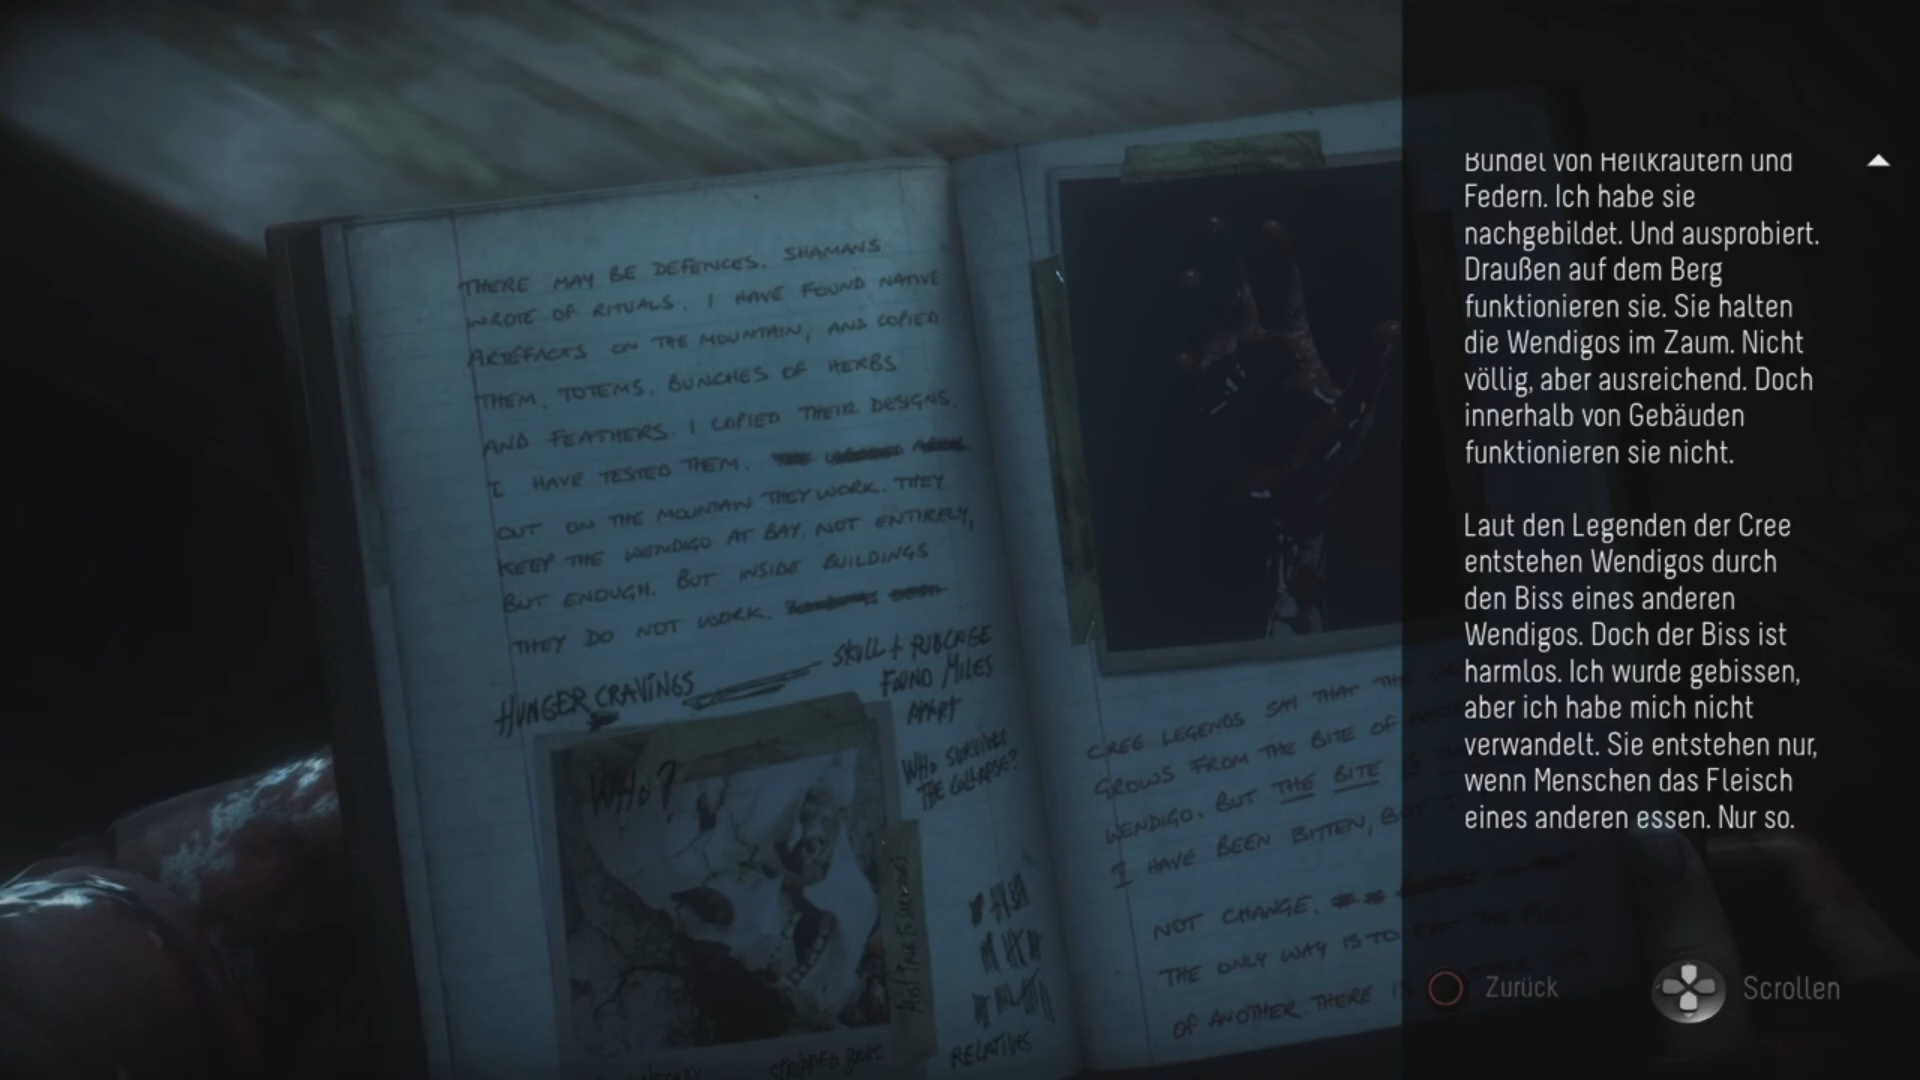 THERE MAY BE DEFENCES. SHAMANS
WROTE OF RITUALS. I HAVE FOUND NATIVE
ARTEFACTS ON THE MOUNTAIN, AND COPIED
THEM. TOTEMS. BUNCHES OF HERBS
AND FEATHERS. I COPIED THEIR DESIGNS.
I HAVE TESTED THEM.
OUT ON THE MOUNTAIN THEY WORK. THEY
KEEP THE WENDIGO AT BAY. NOT ENTIRELY,
BUT ENOUGH. BUT INSIDE BUILDINGS
THEY DO NOT WORK.
HUNGER CRAVINGS
SKULL + RIBCAGE
FOUND MILES
APART
WHO SURVIVED
THE COLLAPSE?
WHO?
RELATIVES
STRIPPED BARE
CREE LEGENDS SAY THAT THE
GROWS FROM THE BITE OF
WENDIGO. BUT THE BITE
I HAVE BEEN BITTEN, BUT I
NOT CHANGE.
THE ONLY WAY IS TO EAT THE FLESH
OF ANOTHER. THERE
Bündel von Heilkräutern und
Federn. Ich habe sie
nachgebildet. Und ausprobiert.
Draußen auf dem Berg
funktionieren sie. Sie halten
die Wendigos im Zaum. Nicht
völlig, aber ausreichend. Doch
innerhalb von Gebäuden
funktionieren sie nicht.
Laut den Legenden der Cree
entstehen Wendigos durch
den Biss eines anderen
Wendigos. Doch der Biss ist
harmlos. Ich wurde gebissen,
aber ich habe mich nicht
verwandelt. Sie entstehen nur,
wenn Menschen das Fleisch
eines anderen essen. Nur so.
Zurück
Scrollen